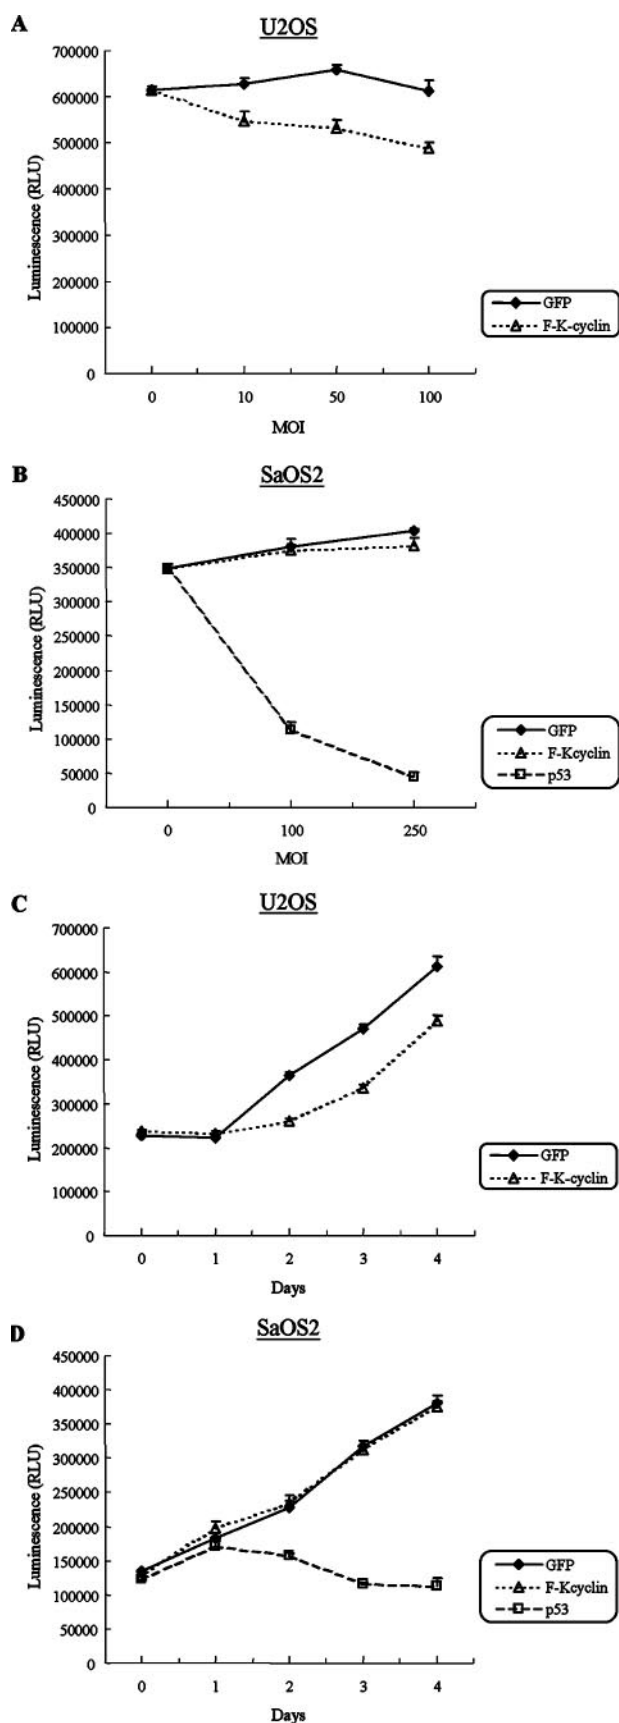 A
U2OS
700000
600000
500000
400000
300000
200000
100000
0
Luminescence (RLU)
0 10 50 100
MOI
GFP
F-K-cyclin
B
SaOS2
450000
400000
350000
300000
250000
200000
150000
100000
50000
0
Luminescence (RLU)
0 100 250
MOI
GFP
F-Kcyclin
p53
C
U2OS
700000
600000
500000
400000
300000
200000
100000
0
Luminescence (RLU)
0 1 2 3 4
Days
GFP
F-K-cyclin
D
SaOS2
450000
400000
350000
300000
250000
200000
150000
100000
50000
0
Luminescence (RLU)
0 1 2 3 4
Days
GFP
F-Kcyclin
p53